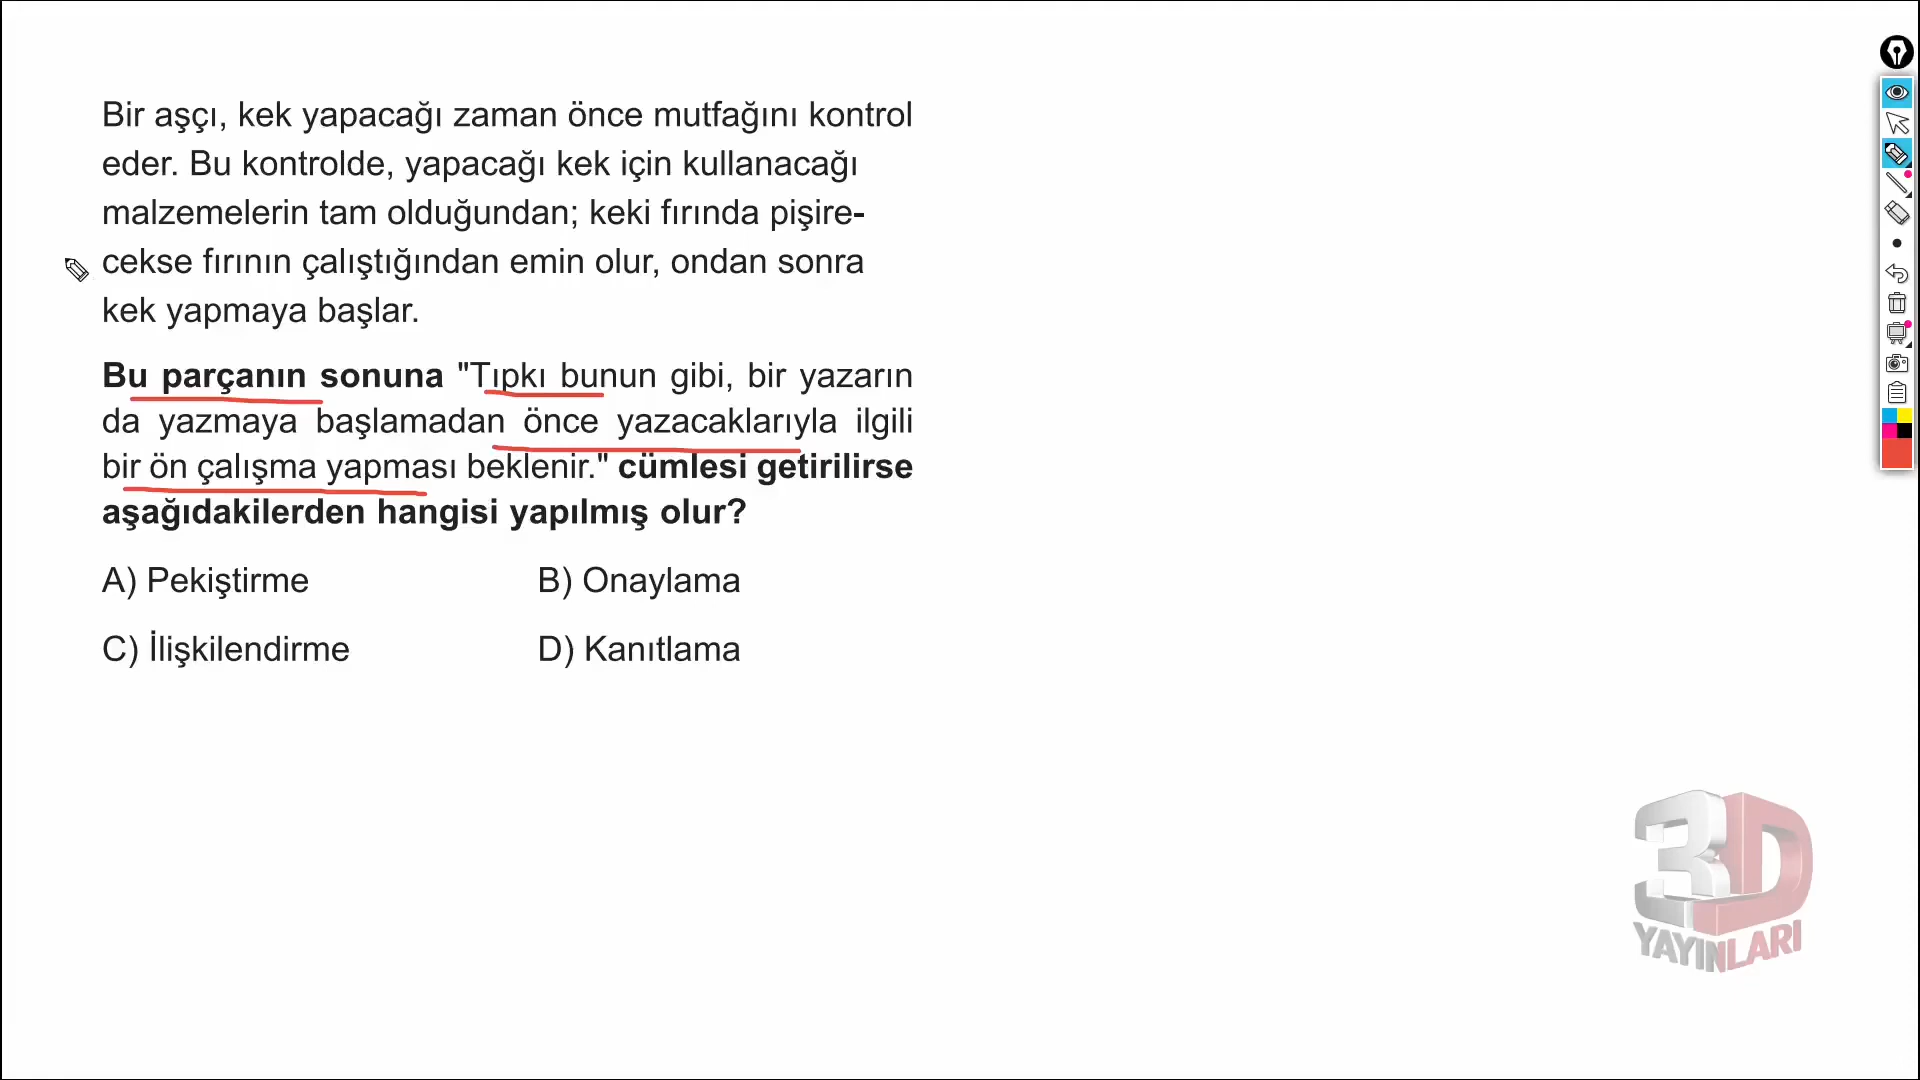 Bir aşçı, kek yapacağı zaman önce mutfağını kontrol
eder. Bu kontrolde, yapacağı kek için kullanacağı
malzemelerin tam olduğundan; keki fırında pişire-
cekse fırının çalıştığından emin olur, ondan sonra
kek yapmaya başlar.
Bu parçanın sonuna "Tıpkı bunun gibi, bir yazarın
da yazmaya başlamadan önce yazacaklarıyla ilgili
bir ön çalışma yapması beklenir." cümlesi getirilirse
aşağıdakilerden hangisi yapılmış olur?
A) Pekiştirme
B) Onaylama
C) İlişkilendirme
D) Kanıtlama
3D
YAYINLARI